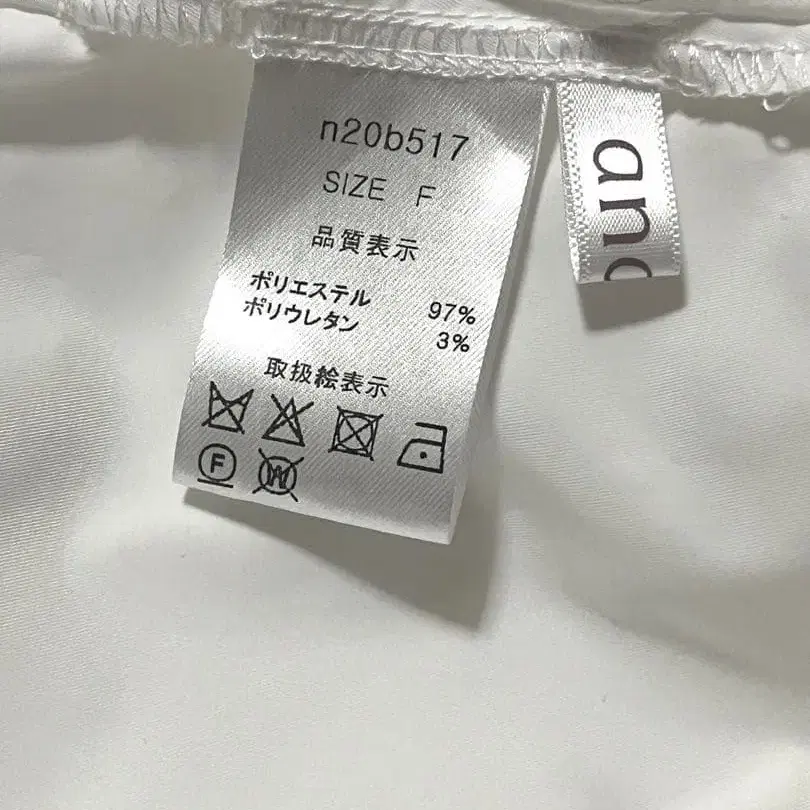 n20b517
SIZE F
品質表示
ポリエステル 97%
ポリウレタン 3%
取扱絵表示
F W
an